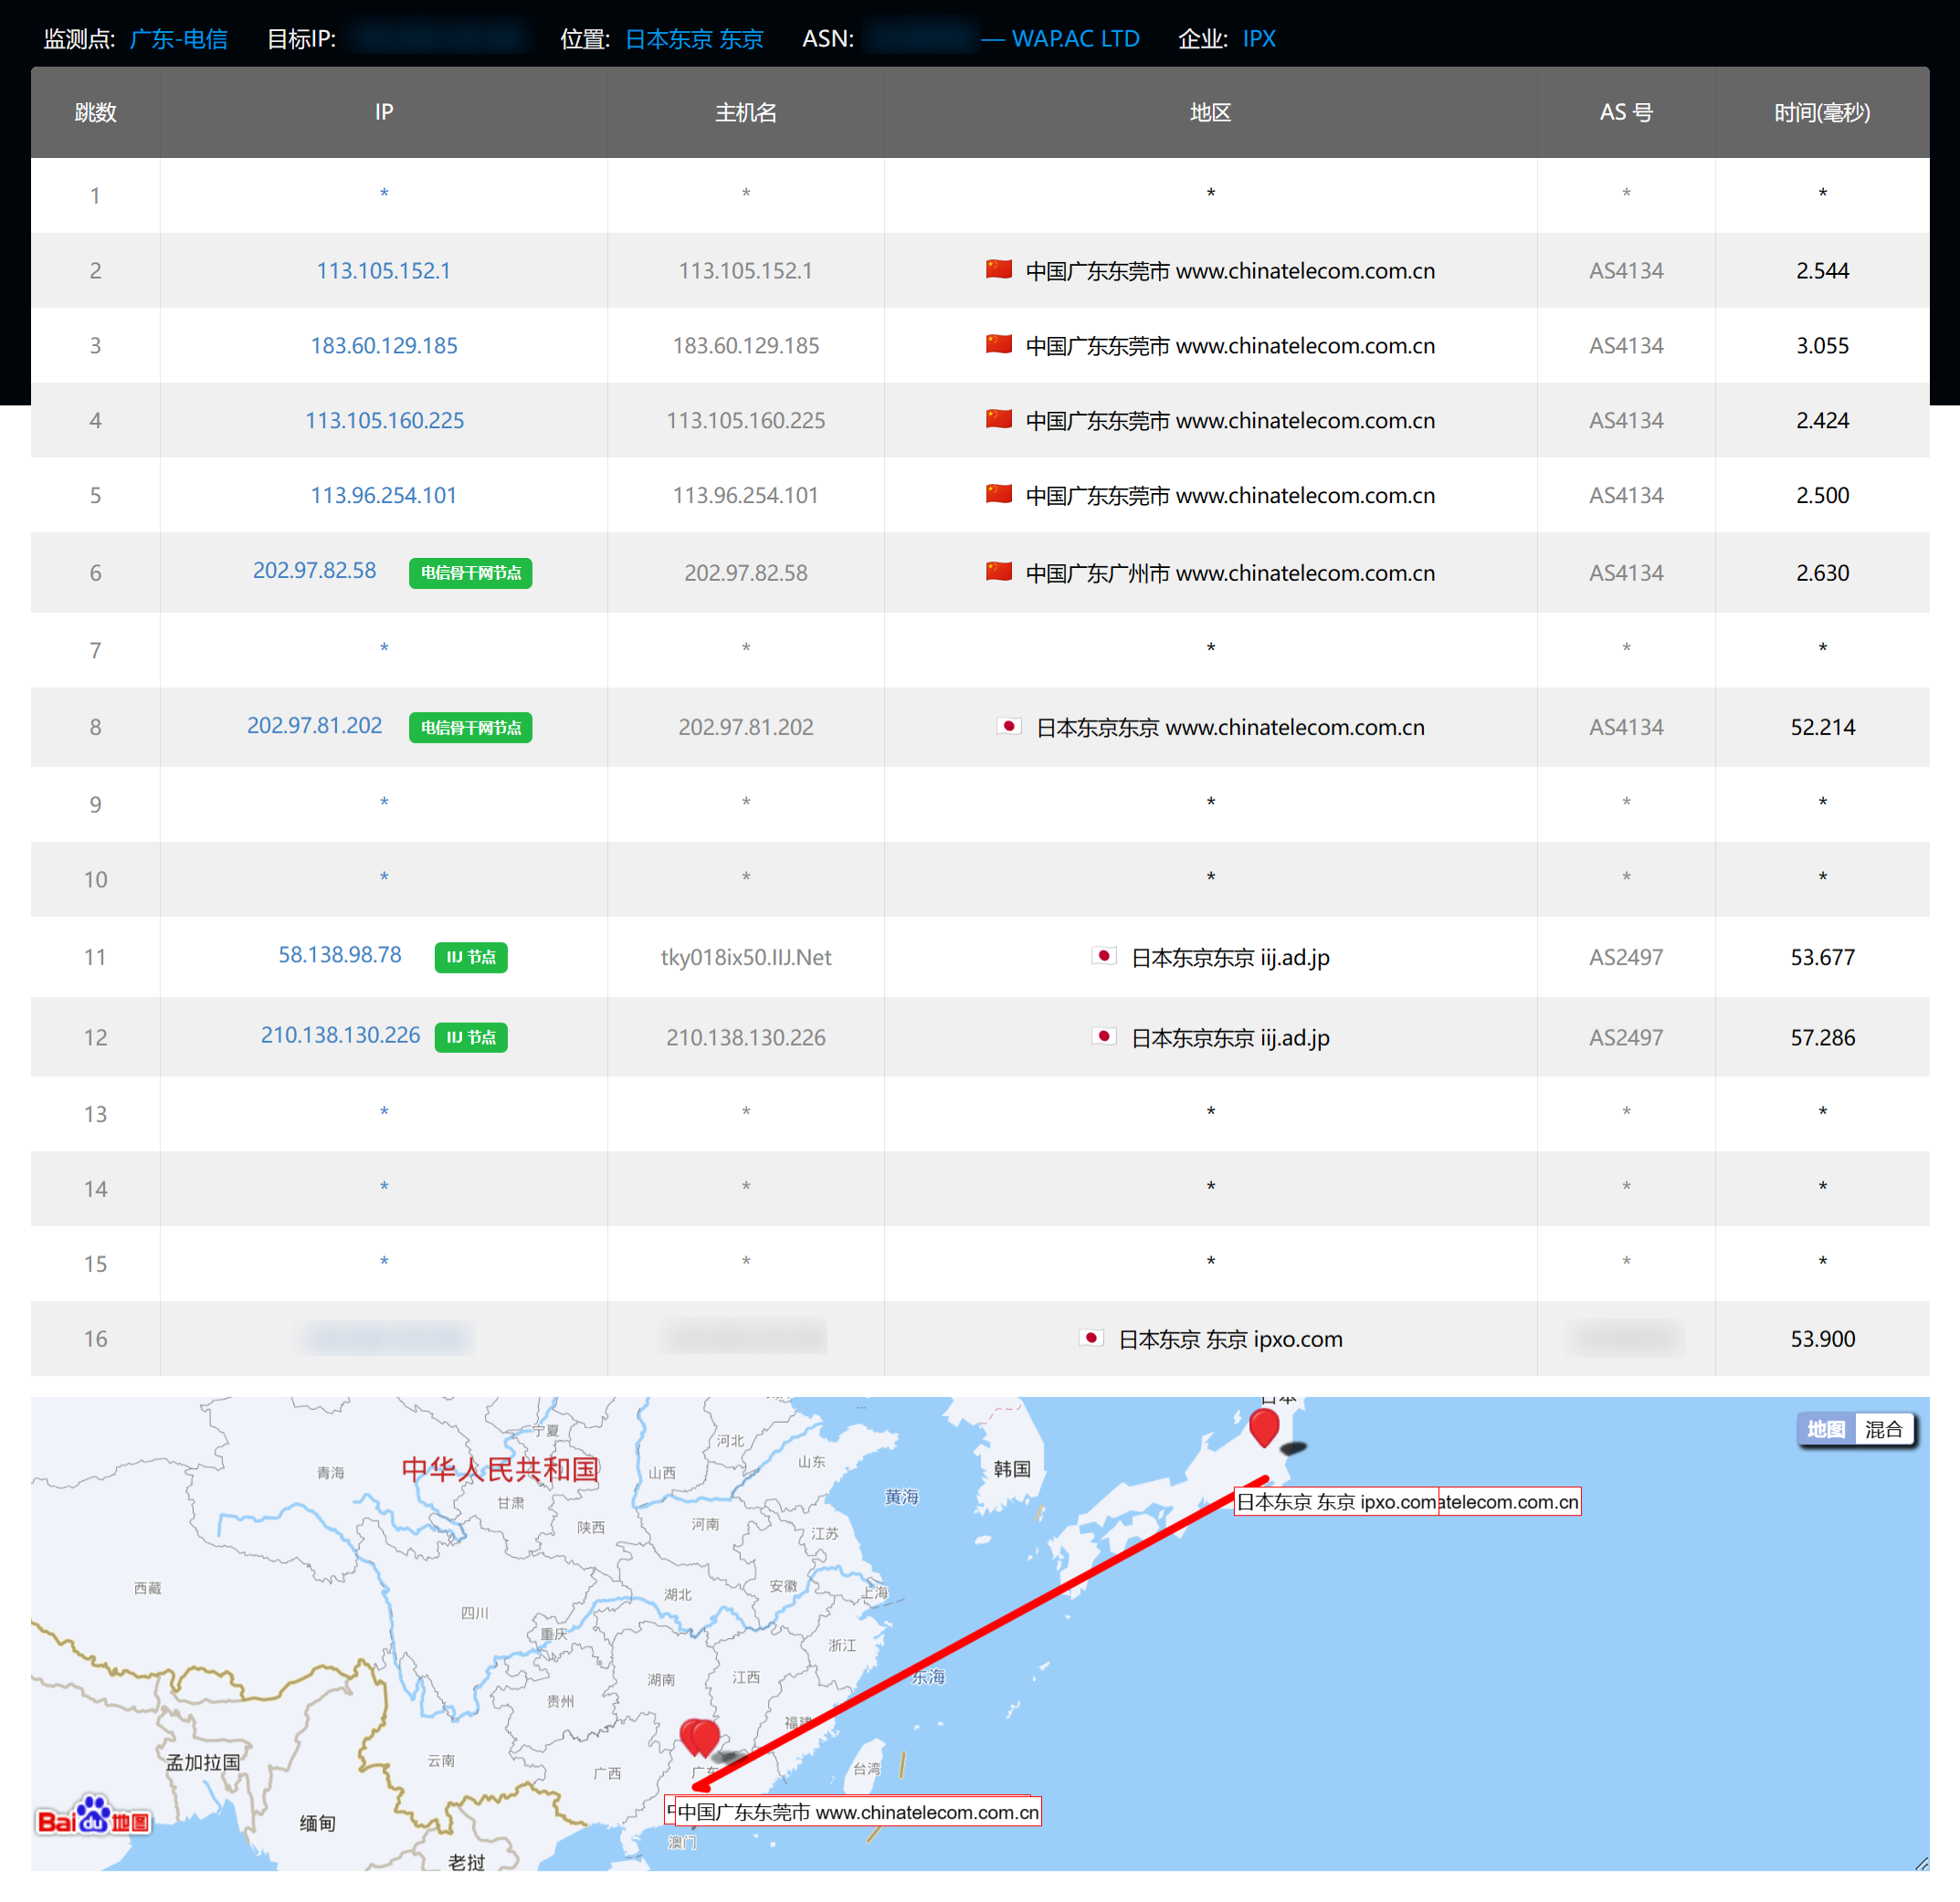 监测点: 广东-电信 目标IP: 位置: 日本东京 东京 ASN: — WAP.AC LTD 企业: IPX
跳数 IP 主机名 地区 AS 号 时间(毫秒)
1 * * * * *
2 113.105.152.1 113.105.152.1 中国广东东莞市 www.chinatelecom.com.cn AS4134 2.544
3 183.60.129.185 183.60.129.185 中国广东东莞市 www.chinatelecom.com.cn AS4134 3.055
4 113.105.160.225 113.105.160.225 中国广东东莞市 www.chinatelecom.com.cn AS4134 2.424
5 113.96.254.101 113.96.254.101 中国广东东莞市 www.chinatelecom.com.cn AS4134 2.500
6 202.97.82.58 电信骨干网节点 202.97.82.58 中国广东广州市 www.chinatelecom.com.cn AS4134 2.630
7 * * * * *
8 202.97.81.202 电信骨干网节点 202.97.81.202 日本东京东京 www.chinatelecom.com.cn AS4134 52.214
9 * * * * *
10 * * * * *
11 58.138.98.78 IIJ 节点 tky018ix50.IIJ.Net 日本东京东京 iij.ad.jp AS2497 53.677
12 210.138.130.226 IIJ 节点 210.138.130.226 日本东京东京 iij.ad.jp AS2497 57.286
13 * * * * *
14 * * * * *
15 * * * * *
16 日本东京 东京 ipxo.com 53.900
日本
地图 混合
宁夏
河北
中华人民共和国
青海
山西
山东
韩国
甘肃
黄海
日本东京 东京 ipxo.com
atelecom.com.cn
陕西
河南
江苏
西藏
湖北
安徽
上海
四川
重庆
浙江
湖南
江西
东海
贵州
福建
孟加拉国
云南
广西
广东
台湾
中国广东东莞市 www.chinatelecom.com.cn
Bai du 地图
缅甸
澳门
老挝